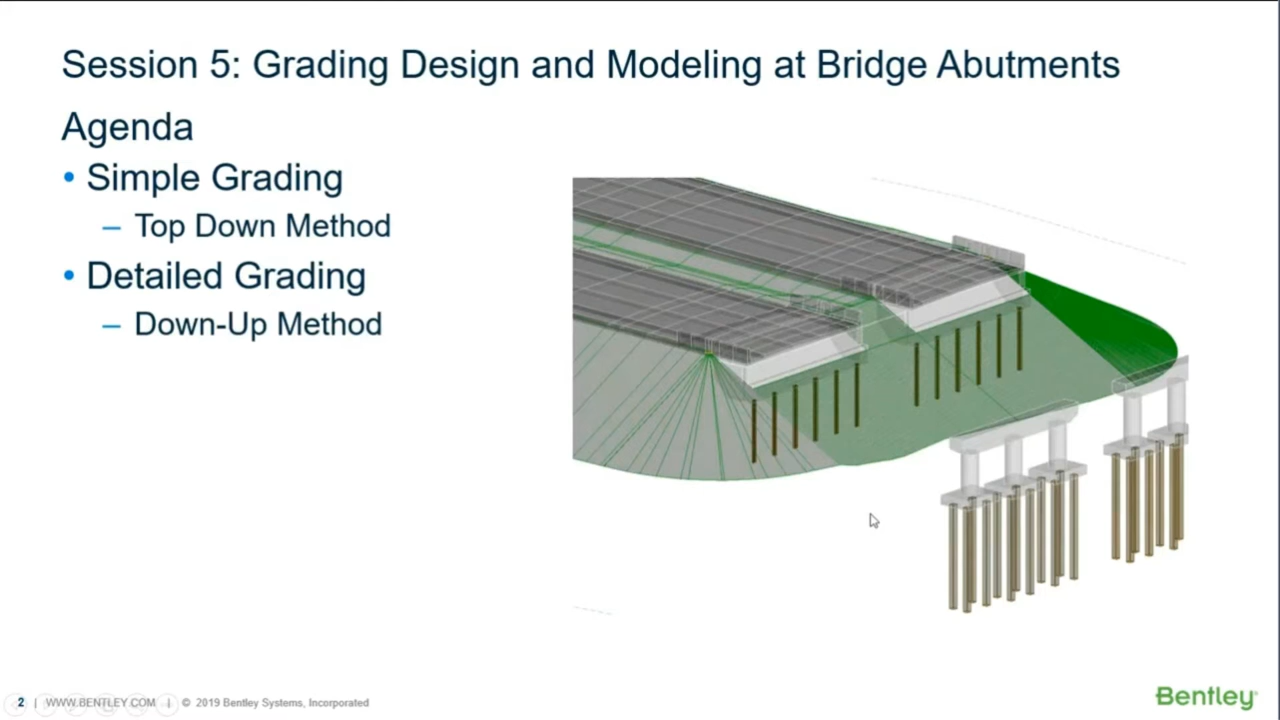 Session 5: Grading Design and Modeling at Bridge Abutments
Agenda
• Simple Grading
– Top Down Method
• Detailed Grading
– Down-Up Method
2 | WWW.BENTLEY.COM | © 2019 Bentley Systems, Incorporated
Bentley